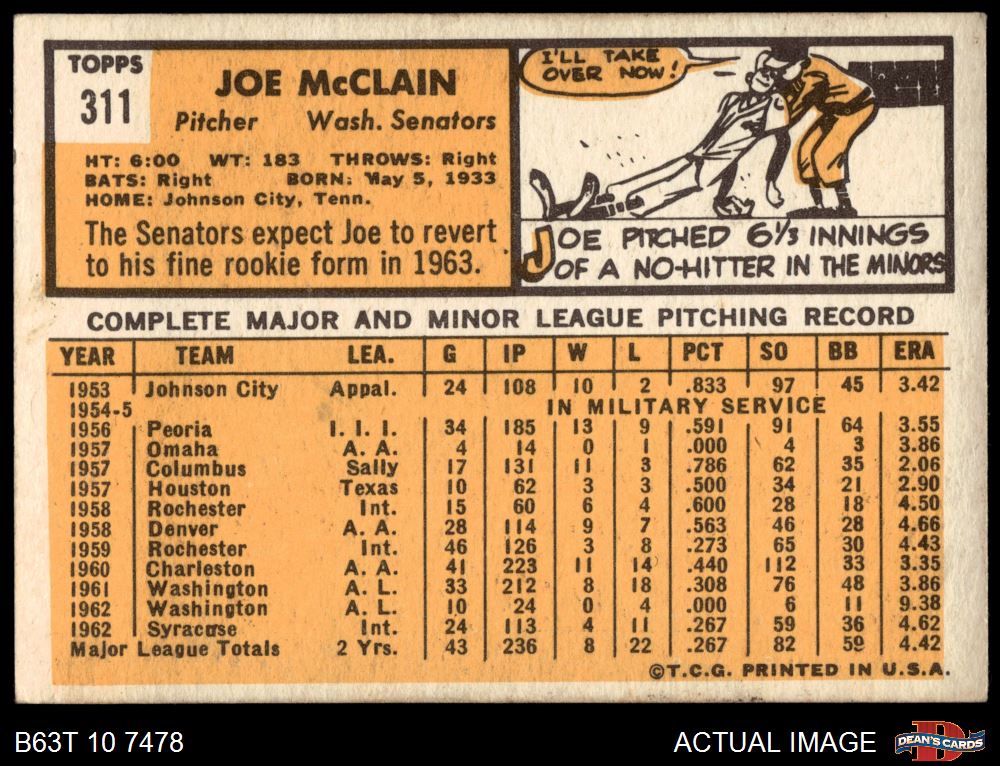 TOPPS
311
JOE McCLAIN
Pitcher Wash. Senators
HT: 6:00 WT: 183 THROWS: Right
BATS: Right BORN: May 5, 1933
HOME: Johnson City, Tenn.
The Senators expect Joe to revert
to his fine rookie form in 1963.
I'LL TAKE
OVER NOW!
JOE PITCHED 6 1/3 INNINGS
OF A NO-HITTER IN THE MINORS
COMPLETE MAJOR AND MINOR LEAGUE PITCHING RECORD
YEAR TEAM LEA. G IP W L PCT SO BB ERA
1953 Johnson City Appal. 24 108 10 2 .833 97 45 3.42
1954-5 IN MILITARY SERVICE
1956 Peoria I. I. I. 34 185 13 9 .591 91 64 3.55
1957 Omaha A. A. 4 14 0 1 .000 4 3 3.86
1957 Columbus Sally 17 131 11 3 .786 62 35 2.06
1957 Houston Texas 10 62 3 3 .500 34 21 2.90
1958 Rochester Int. 15 60 6 4 .600 28 18 4.50
1958 Denver A. A. 28 114 9 7 .563 46 28 4.66
1959 Rochester Int. 46 126 3 8 .273 65 30 4.43
1960 Charleston A. A. 41 223 11 14 .440 112 33 3.35
1961 Washington A. L. 33 212 8 18 .308 76 48 3.86
1962 Washington A. L. 10 24 0 4 .000 6 11 9.38
1962 Syracuse Int. 24 113 4 11 .267 59 36 4.62
Major League Totals 2 Yrs. 43 236 8 22 .267 82 59 4.42
©T.C.G. PRINTED IN U.S.A.
B63T 10 7478
ACTUAL IMAGE
DEAN'S CARDS